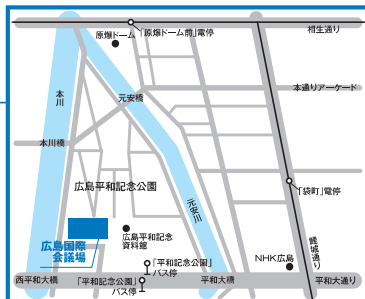 「原爆ドーム前」電停
相生通り
原爆ドーム
本通りアーケード
元安橋
本川
本川橋
広島平和記念公園
「袋町」電停
元安川
鯉城通り
広島国際
会議場
広島平和記念
資料館
「平和記念公園」
バス停
NHK広島
西平和大橋
「平和記念公園」
バス停
平和大橋
平和大通り